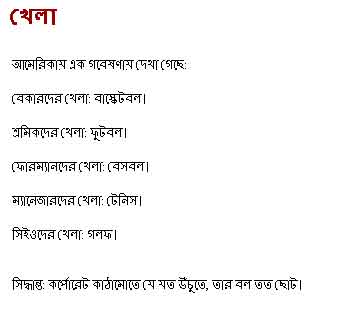 খেলা
আমেরিকায় এক গবেষণায় দেখা গেছে:
বেকারদের খেলা: বাস্কেটবল।
শ্রমিকদের খেলা: ফুটবল।
ফোরম্যানদের খেলা: বেসবল।
ম্যানেজারদের খেলা: টেনিস।
সিইওদের খেলা: গলফ।
সিদ্ধান্ত: কর্পোরেট কাঠামোতে যে যত উঁচুতে, তার বল তত ছোট।